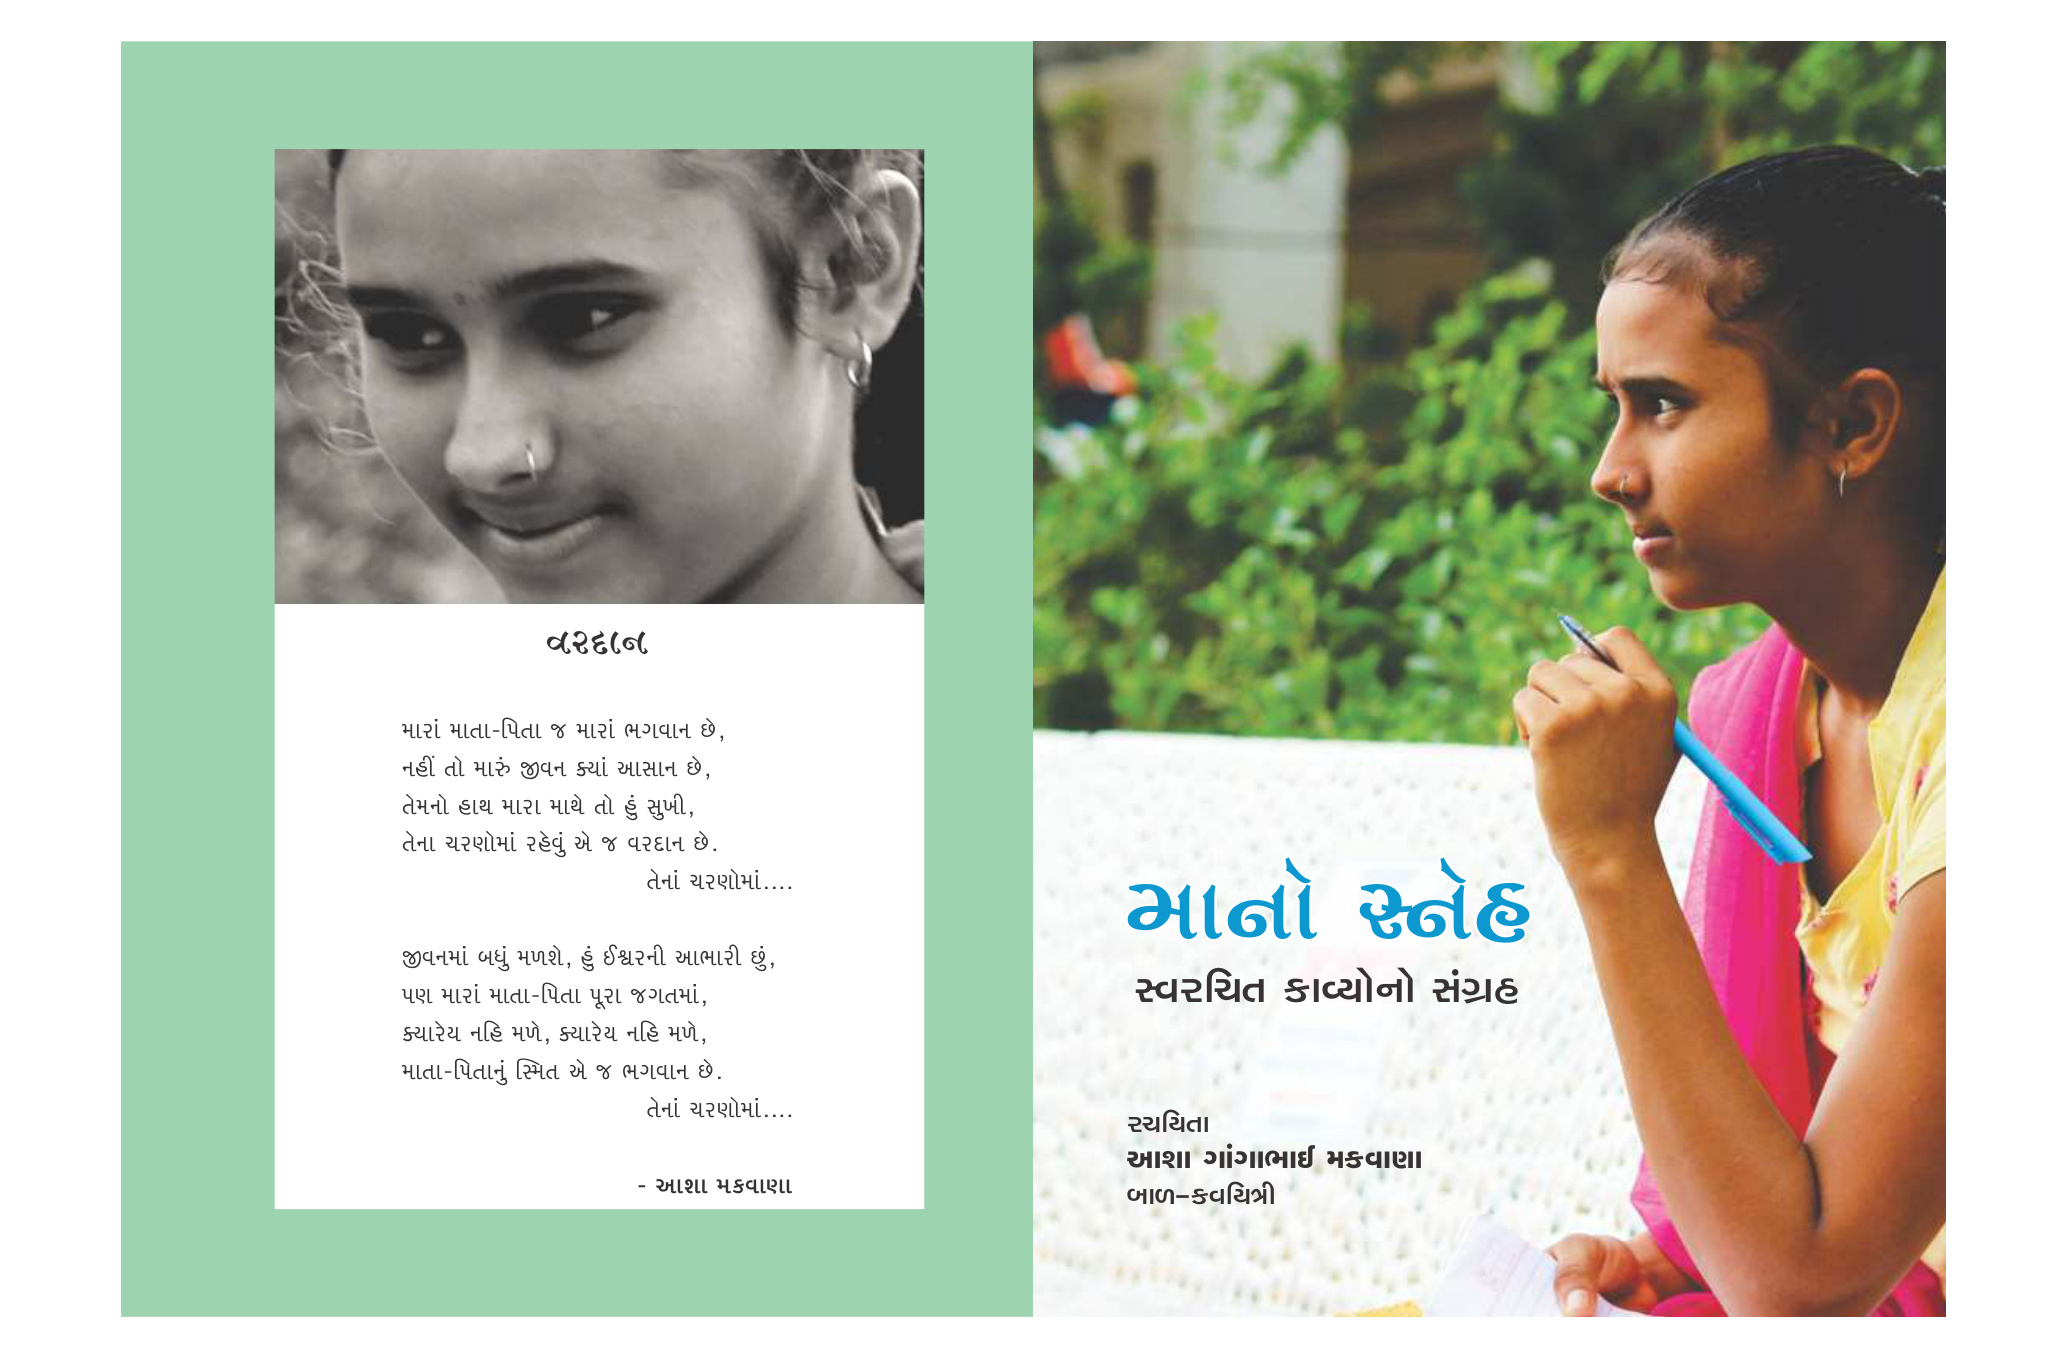 વરદાન
મારાં માતા-પિતા જ મારાં ભગવાન છે,
નહીં તો મારું જીવન ક્યાં આસાન છે,
તેમનો હાથ મારા માથે તો હું સુખી,
તેના ચરણોમાં રહેવું એ જ વરદાન છે.
તેનાં ચરણોમાં....
જીવનમાં બધું મળશે, હું ઈશ્વરની આભારી છું,
પણ મારાં માતા-પિતા પૂરા જગતમાં,
ક્યારેય નહિ મળે, ક્યારેય નહિ મળે,
માતા-પિતાનું સ્મિત એ જ ભગવાન છે.
તેનાં ચરણોમાં....
- આશા મકવાણા
માનો સ્નેહ
સ્વરચિત કાવ્યોનો સંગ્રહ
રચયિતા
આશા ગાંગાભાઈ મકવાણા
બાળ–કવયિત્રી